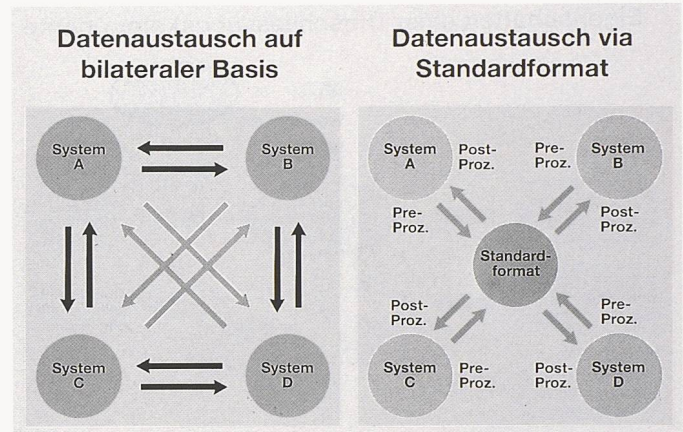 Datenaustausch auf
bilateraler Basis
System
A
System
B
System
C
System
D
Datenaustausch via
Standardformat
System
A
Post-
Proz.
Pre-
Proz.
System
B
Pre-
Proz.
Post-
Proz.
Standard-
format
Post-
Proz.
Pre-
Proz.
System
C
Pre-
Proz.
Post-
Proz.
System
D